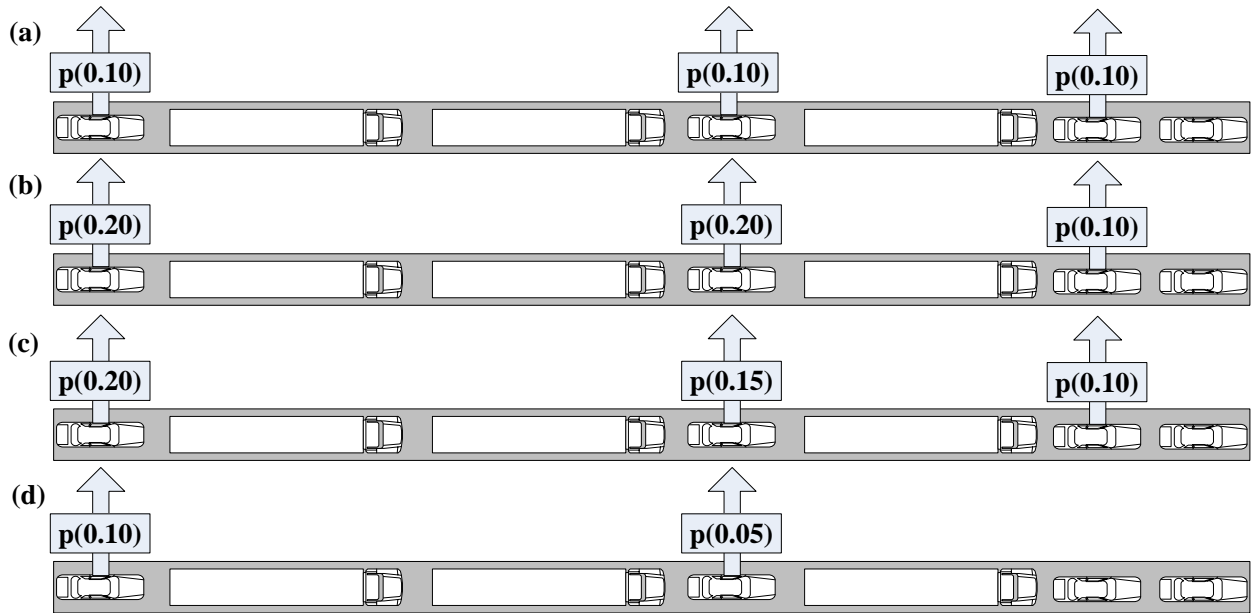 (a)
p(0.10) p(0.10) p(0.10)
(b)
p(0.20) p(0.20) p(0.10)
(c)
p(0.20) p(0.15) p(0.10)
(d)
p(0.10) p(0.05)